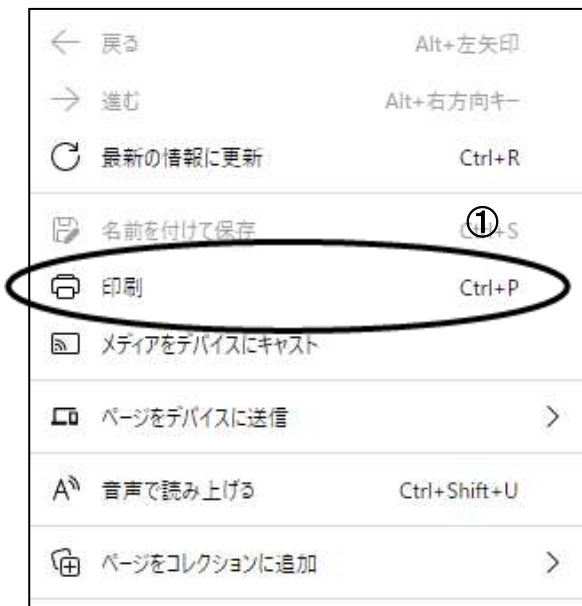 戻る Alt+左矢印
進む Alt+右方向キー
最新の情報に更新 Ctrl+R
①
名前を付けて保存 Ctrl+S
印刷 Ctrl+P
メディアをデバイスにキャスト
ページをデバイスに送信
音声で読み上げる Ctrl+Shift+U
ページをコレクションに追加